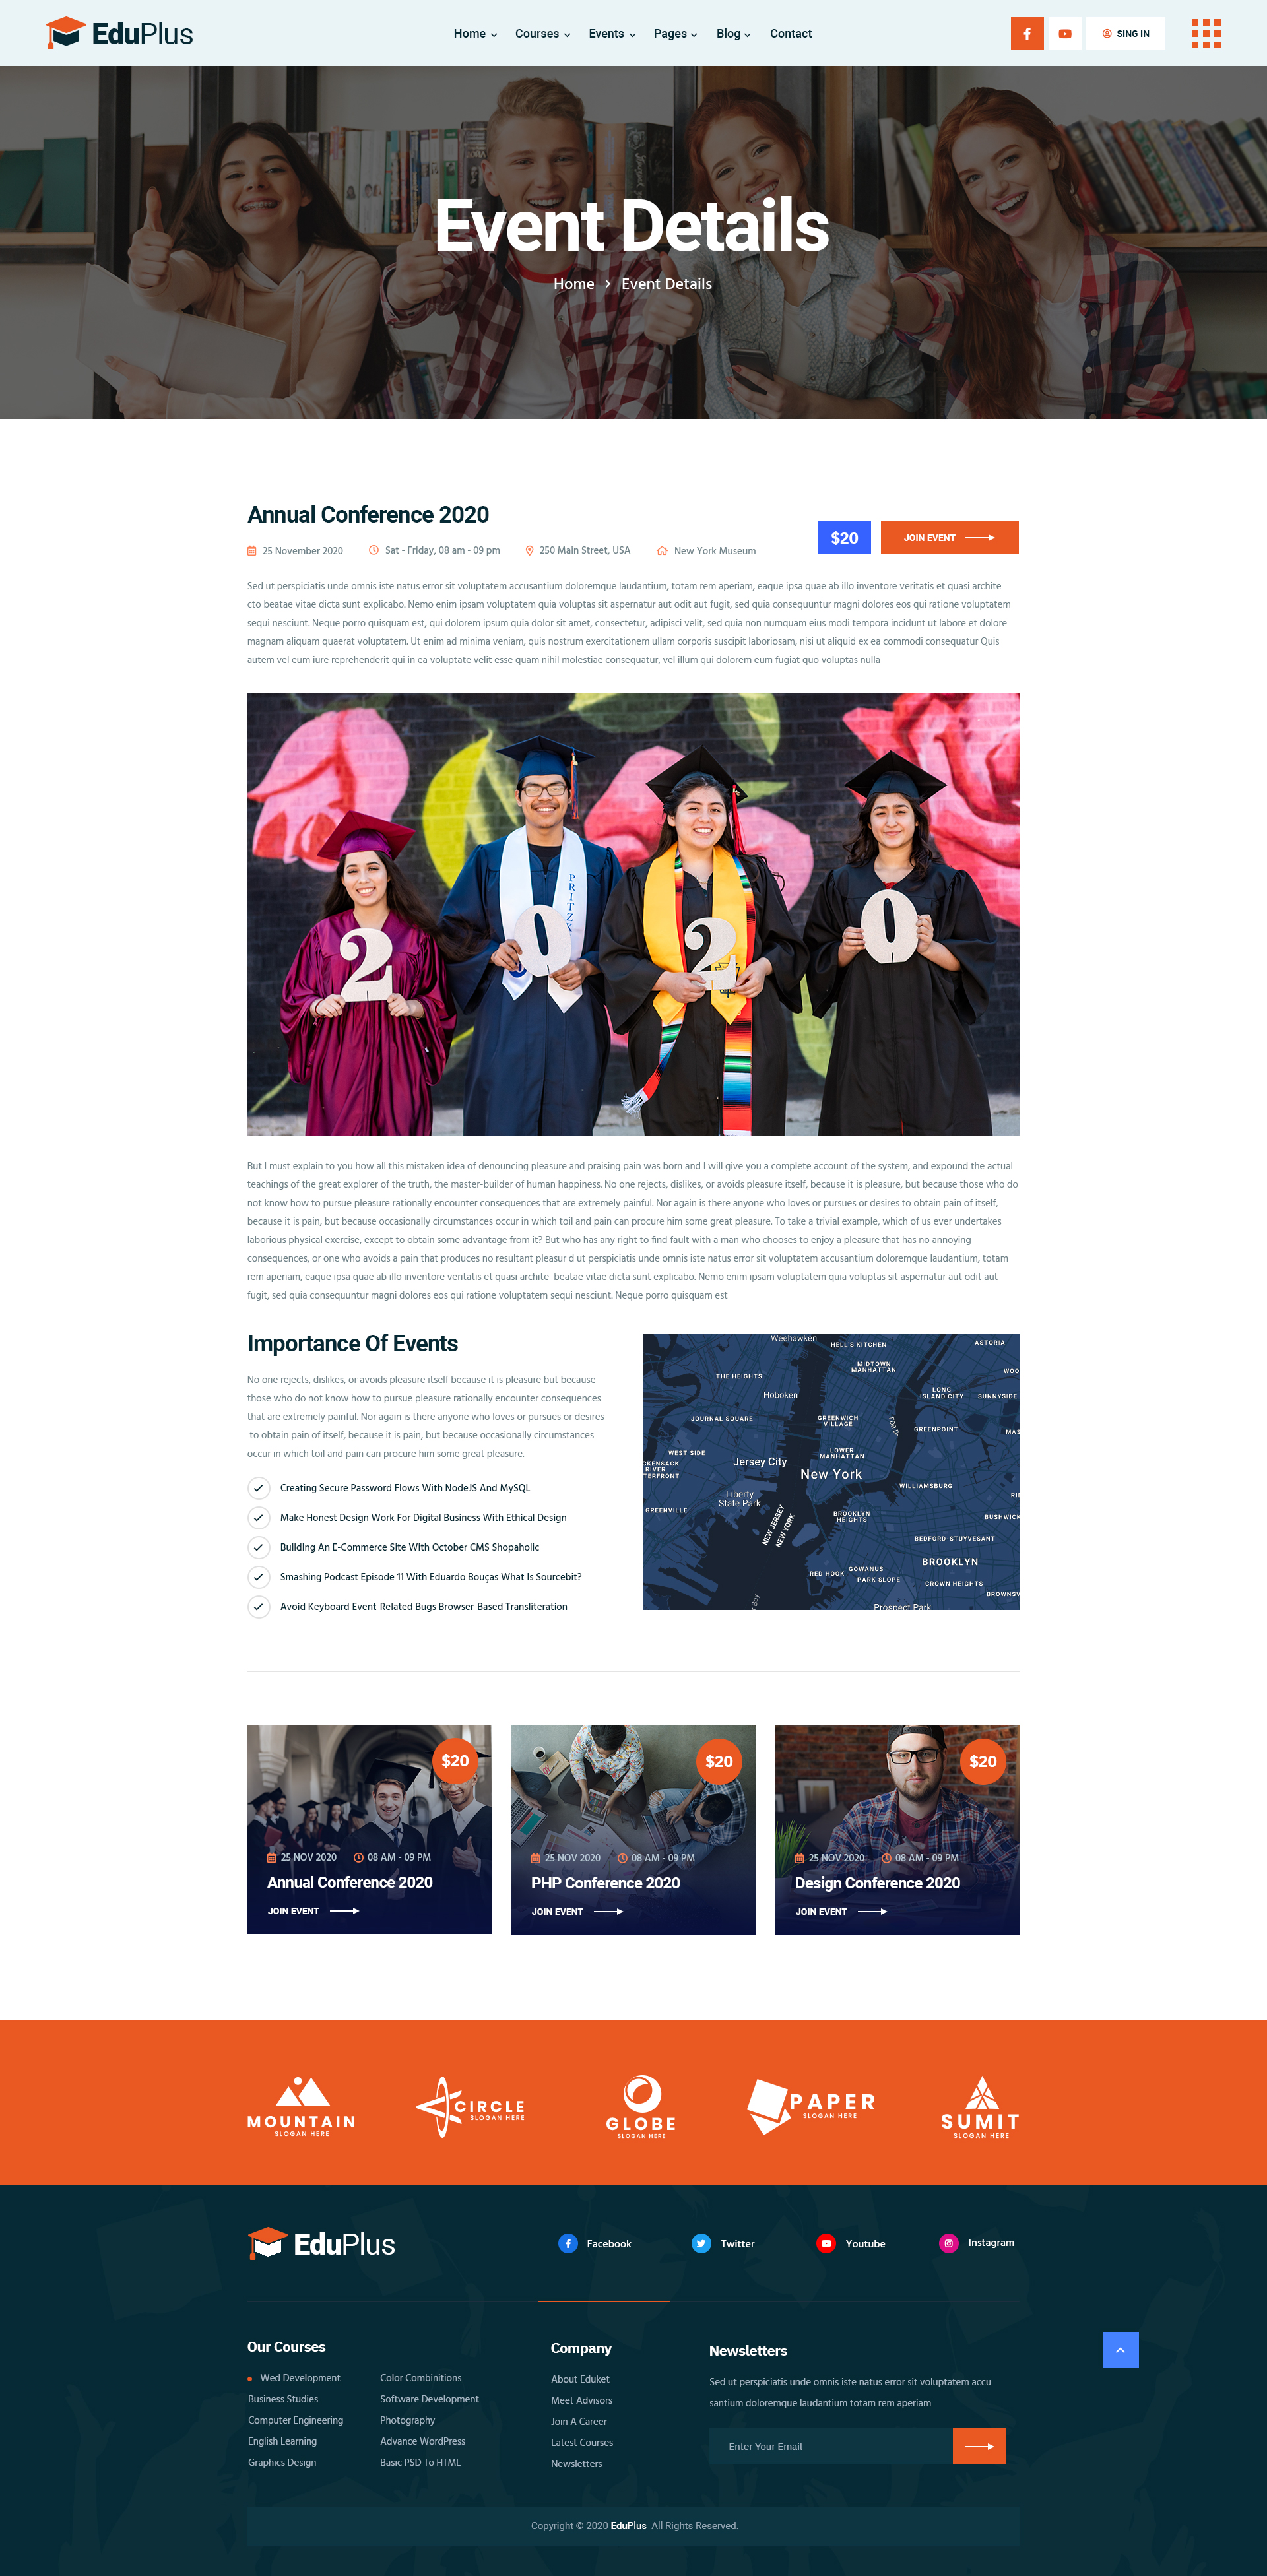 EduPlus
Home Courses Events Pages Blog Contact
SING IN
Event Details
Home > Event Details
Annual Conference 2020
25 November 2020 Sat - Friday, 08 am - 09 pm 250 Main Street, USA New York Museum
$20
JOIN EVENT
Sed ut perspiciatis unde omnis iste natus error sit voluptatem accusantium doloremque laudantium, totam rem aperiam, eaque ipsa quae ab illo inventore veritatis et quasi archite
cto beatae vitae dicta sunt explicabo. Nemo enim ipsam voluptatem quia voluptas sit aspernatur aut odit aut fugit, sed quia consequuntur magni dolores eos qui ratione voluptatem
sequi nesciunt. Neque porro quisquam est, qui dolorem ipsum quia dolor sit amet, consectetur, adipisci velit, sed quia non numquam eius modi tempora incidunt ut labore et dolore
magnam aliquam quaerat voluptatem. Ut enim ad minima veniam, quis nostrum exercitationem ullam corporis suscipit laboriosam, nisi ut aliquid ex ea commodi consequatur Quis
autem vel eum iure reprehenderit qui in ea voluptate velit esse quam nihil molestiae consequatur, vel illum qui dolorem eum fugiat quo voluptas nulla
PRITZK
2 0 2 0
But I must explain to you how all this mistaken idea of denouncing pleasure and praising pain was born and I will give you a complete account of the system, and expound the actual
teachings of the great explorer of the truth, the master-builder of human happiness. No one rejects, dislikes, or avoids pleasure itself, because it is pleasure, but because those who do
not know how to pursue pleasure rationally encounter consequences that are extremely painful. Nor again is there anyone who loves or pursues or desires to obtain pain of itself,
because it is pain, but because occasionally circumstances occur in which toil and pain can procure him some great pleasure. To take a trivial example, which of us ever undertakes
laborious physical exercise, except to obtain some advantage from it? But who has any right to find fault with a man who chooses to enjoy a pleasure that has no annoying
consequences, or one who avoids a pain that produces no resultant pleasur d ut perspiciatis unde omnis iste natus error sit voluptatem accusantium doloremque laudantium, totam
rem aperiam, eaque ipsa quae ab illo inventore veritatis et quasi archite beatae vitae dicta sunt explicabo. Nemo enim ipsam voluptatem quia voluptas sit aspernatur aut odit aut
fugit, sed quia consequuntur magni dolores eos qui ratione voluptatem sequi nesciunt. Neque porro quisquam est
Importance Of Events
No one rejects, dislikes, or avoids pleasure itself because it is pleasure but because
those who do not know how to pursue pleasure rationally encounter consequences
that are extremely painful. Nor again is there anyone who loves or pursues or desires
to obtain pain of itself, because it is pain, but because occasionally circumstances
occur in which toil and pain can procure him some great pleasure.
Creating Secure Password Flows With NodeJS And MySQL
Make Honest Design Work For Digital Business With Ethical Design
Building An E-Commerce Site With October CMS Shopaholic
Smashing Podcast Episode 11 With Eduardo Bouças What Is Sourcebit?
Avoid Keyboard Event-Related Bugs Browser-Based Transliteration
Weehawken
HELL'S KITCHEN
ASTORIA
MIDTOWN
MANHATTAN
WOO
THE HEIGHTS
LONG
ISLAND CITY
SUNNYSIDE
Hoboken
JOURNAL SQUARE
GREENWICH
VILLAGE
FDR Dr
GREENPOINT
MAS
WEST SIDE
LOWER
MANHATTAN
CKENSACK
RIVER
TERFRONT
Jersey City
New York
WILLIAMSBURG
Liberty
State Park
RI
GREENVILLE
NEW JERSEY
NEW YORK
BROOKLYN
HEIGHTS
BUSHWICK
BEDFORD-STUYVESANT
BROOKLYN
GOWANUS
RED HOOK
PARK SLOPE
CROWN HEIGHTS
BROWNSV
r Bay
Prospect Park
$20
25 NOV 2020 08 AM - 09 PM
Annual Conference 2020
JOIN EVENT
$20
25 NOV 2020 08 AM - 09 PM
PHP Conference 2020
JOIN EVENT
$20
25 NOV 2020 08 AM - 09 PM
Design Conference 2020
JOIN EVENT
MOUNTAIN
SLOGAN HERE
CIRCLE
SLOGAN HERE
GLOBE
SLOGAN HERE
PAPER
SLOGAN HERE
SUMIT
SLOGAN HERE
EduPlus
Facebook Twitter Youtube Instagram
Our Courses
Wed Development
Business Studies
Computer Engineering
English Learning
Graphics Design
Color Combinitions
Software Development
Photography
Advance WordPress
Basic PSD To HTML
Company
About Eduket
Meet Advisors
Join A Career
Latest Courses
Newsletters
Newsletters
Sed ut perspiciatis unde omnis iste natus error sit voluptatem accu
santium doloremque laudantium totam rem aperiam
Enter Your Email
Copyright © 2020 EduPlus All Rights Reserved.